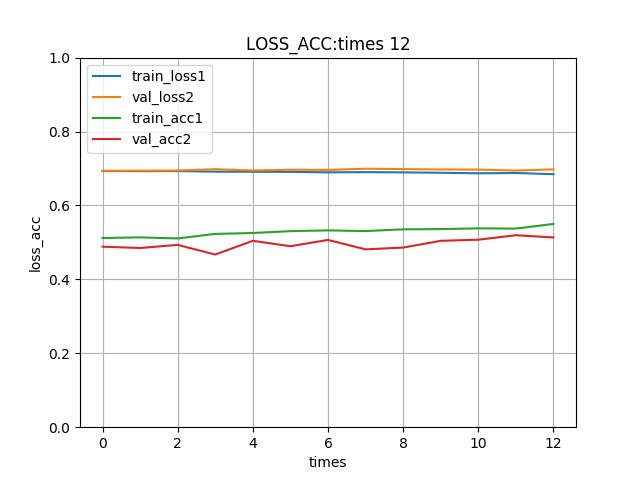 LOSS_ACC:times 12
1.0
0.8
0.6
0.4
0.2
0.0
loss_acc
train_loss1
val_loss2
train_acc1
val_acc2
0 2 4 6 8 10 12
times